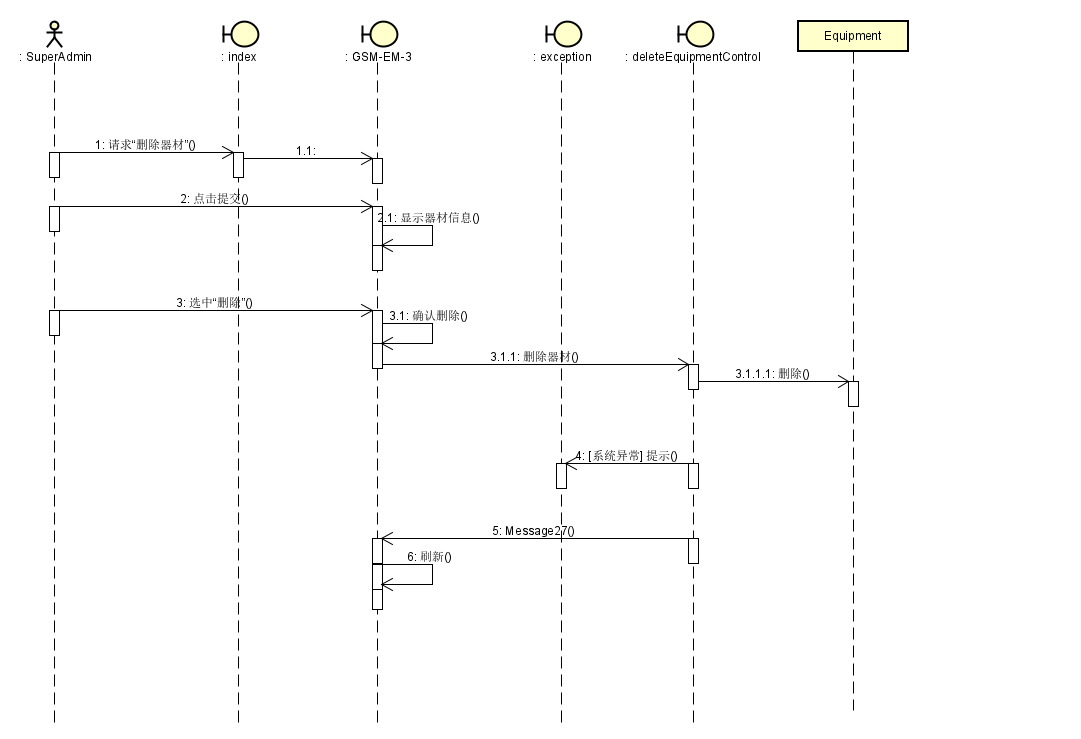 : SuperAdmin
: index
: GSM-EM-3
: exception
: deleteEquipmentControl
Equipment
1: 请求“删除器材”()
1.1:
2: 点击提交()
2.1: 显示器材信息()
3: 选中“删除”()
3.1: 确认删除()
3.1.1: 删除器材()
3.1.1.1: 删除()
4: [系统异常] 提示()
5: Message27()
6: 刷新()